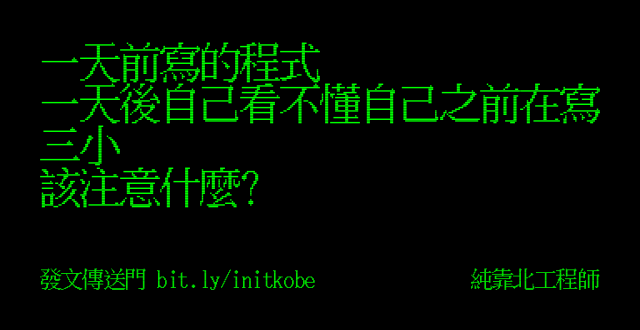 一天前寫的程式
一天後自己看不懂自己之前在寫
三小
該注意什麼?
發文傳送門 bit.ly/initkobe
純靠北工程師